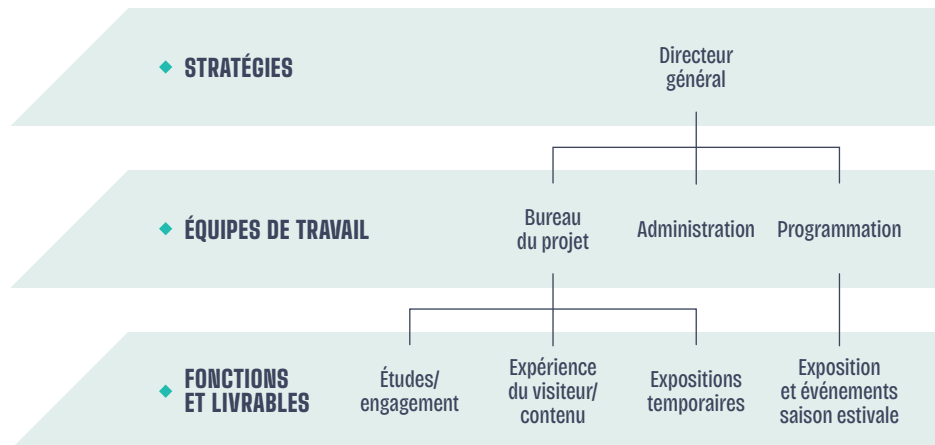 STRATÉGIES
Directeur
général
ÉQUIPES DE TRAVAIL
Bureau
du projet
Administration
Programmation
FONCTIONS
ET LIVRABLES
Études/
engagement
Expérience
du visiteur/
contenu
Expositions
temporaires
Exposition
et événements
saison estivale